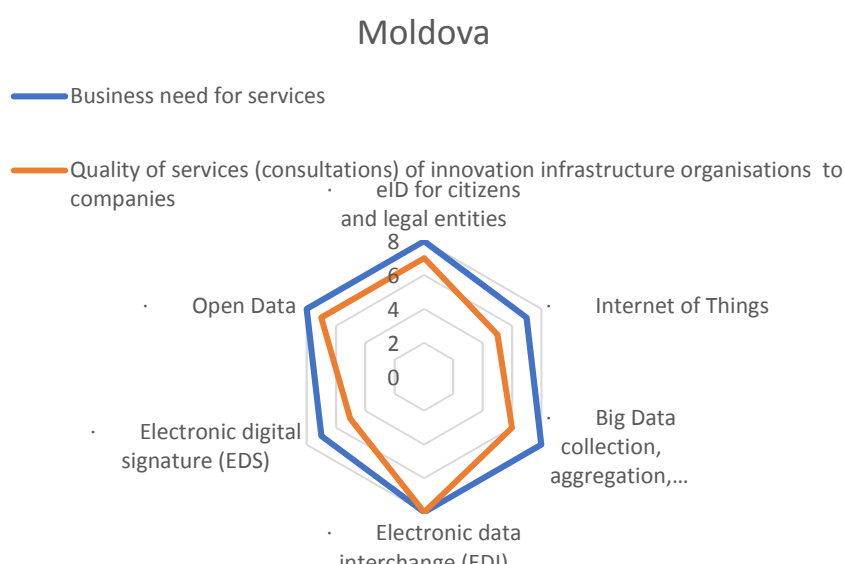 Moldova
Business need for services
Quality of services (consultations) of innovation infrastructure organisations to
companies
· eID for citizens
and legal entities
8
6
4
2
0
· Open Data
· Internet of Things
· Electronic digital
signature (EDS)
· Big Data
collection,
aggregation,…
· Electronic data
interchange (EDI)